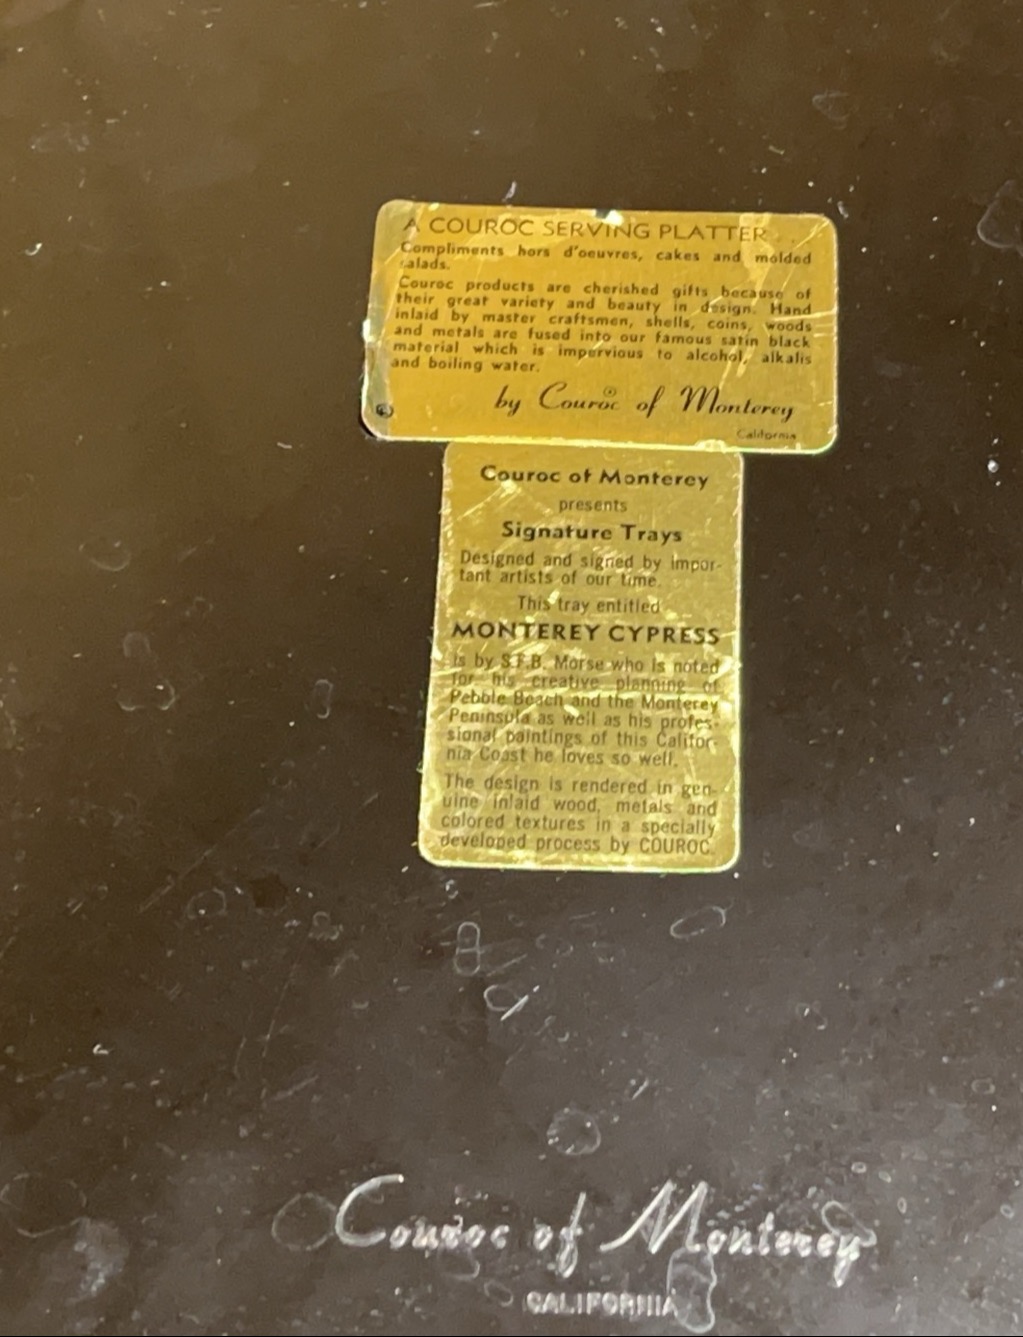 A COUROC SERVING PLATTER . . .
Compliments hors d'oeuvres, cakes and molded
salads.
Couroc products are cherished gifts because of
their great variety and beauty in design. Hand
inlaid by master craftsmen, shells, coins, woods
and metals are fused into our famous satin black
material which is impervious to alcohol, alkalis
and boiling water.
by Couroc® of Monterey
California
Couroc of Monterey
presents
Signature Trays
Designed and signed by impor-
tant artists of our time.
This tray entitled
MONTEREY CYPRESS
is by S.F.B. Morse who is noted
for his creative planning of
Pebble Beach and the Monterey
Peninsula as well as his profes-
sional paintings of this Califor-
nia Coast he loves so well.
The design is rendered in gen-
uine inlaid wood, metals and
colored textures in a specially
developed process by COUROC.
Couroc of Monterey
CALIFORNIA